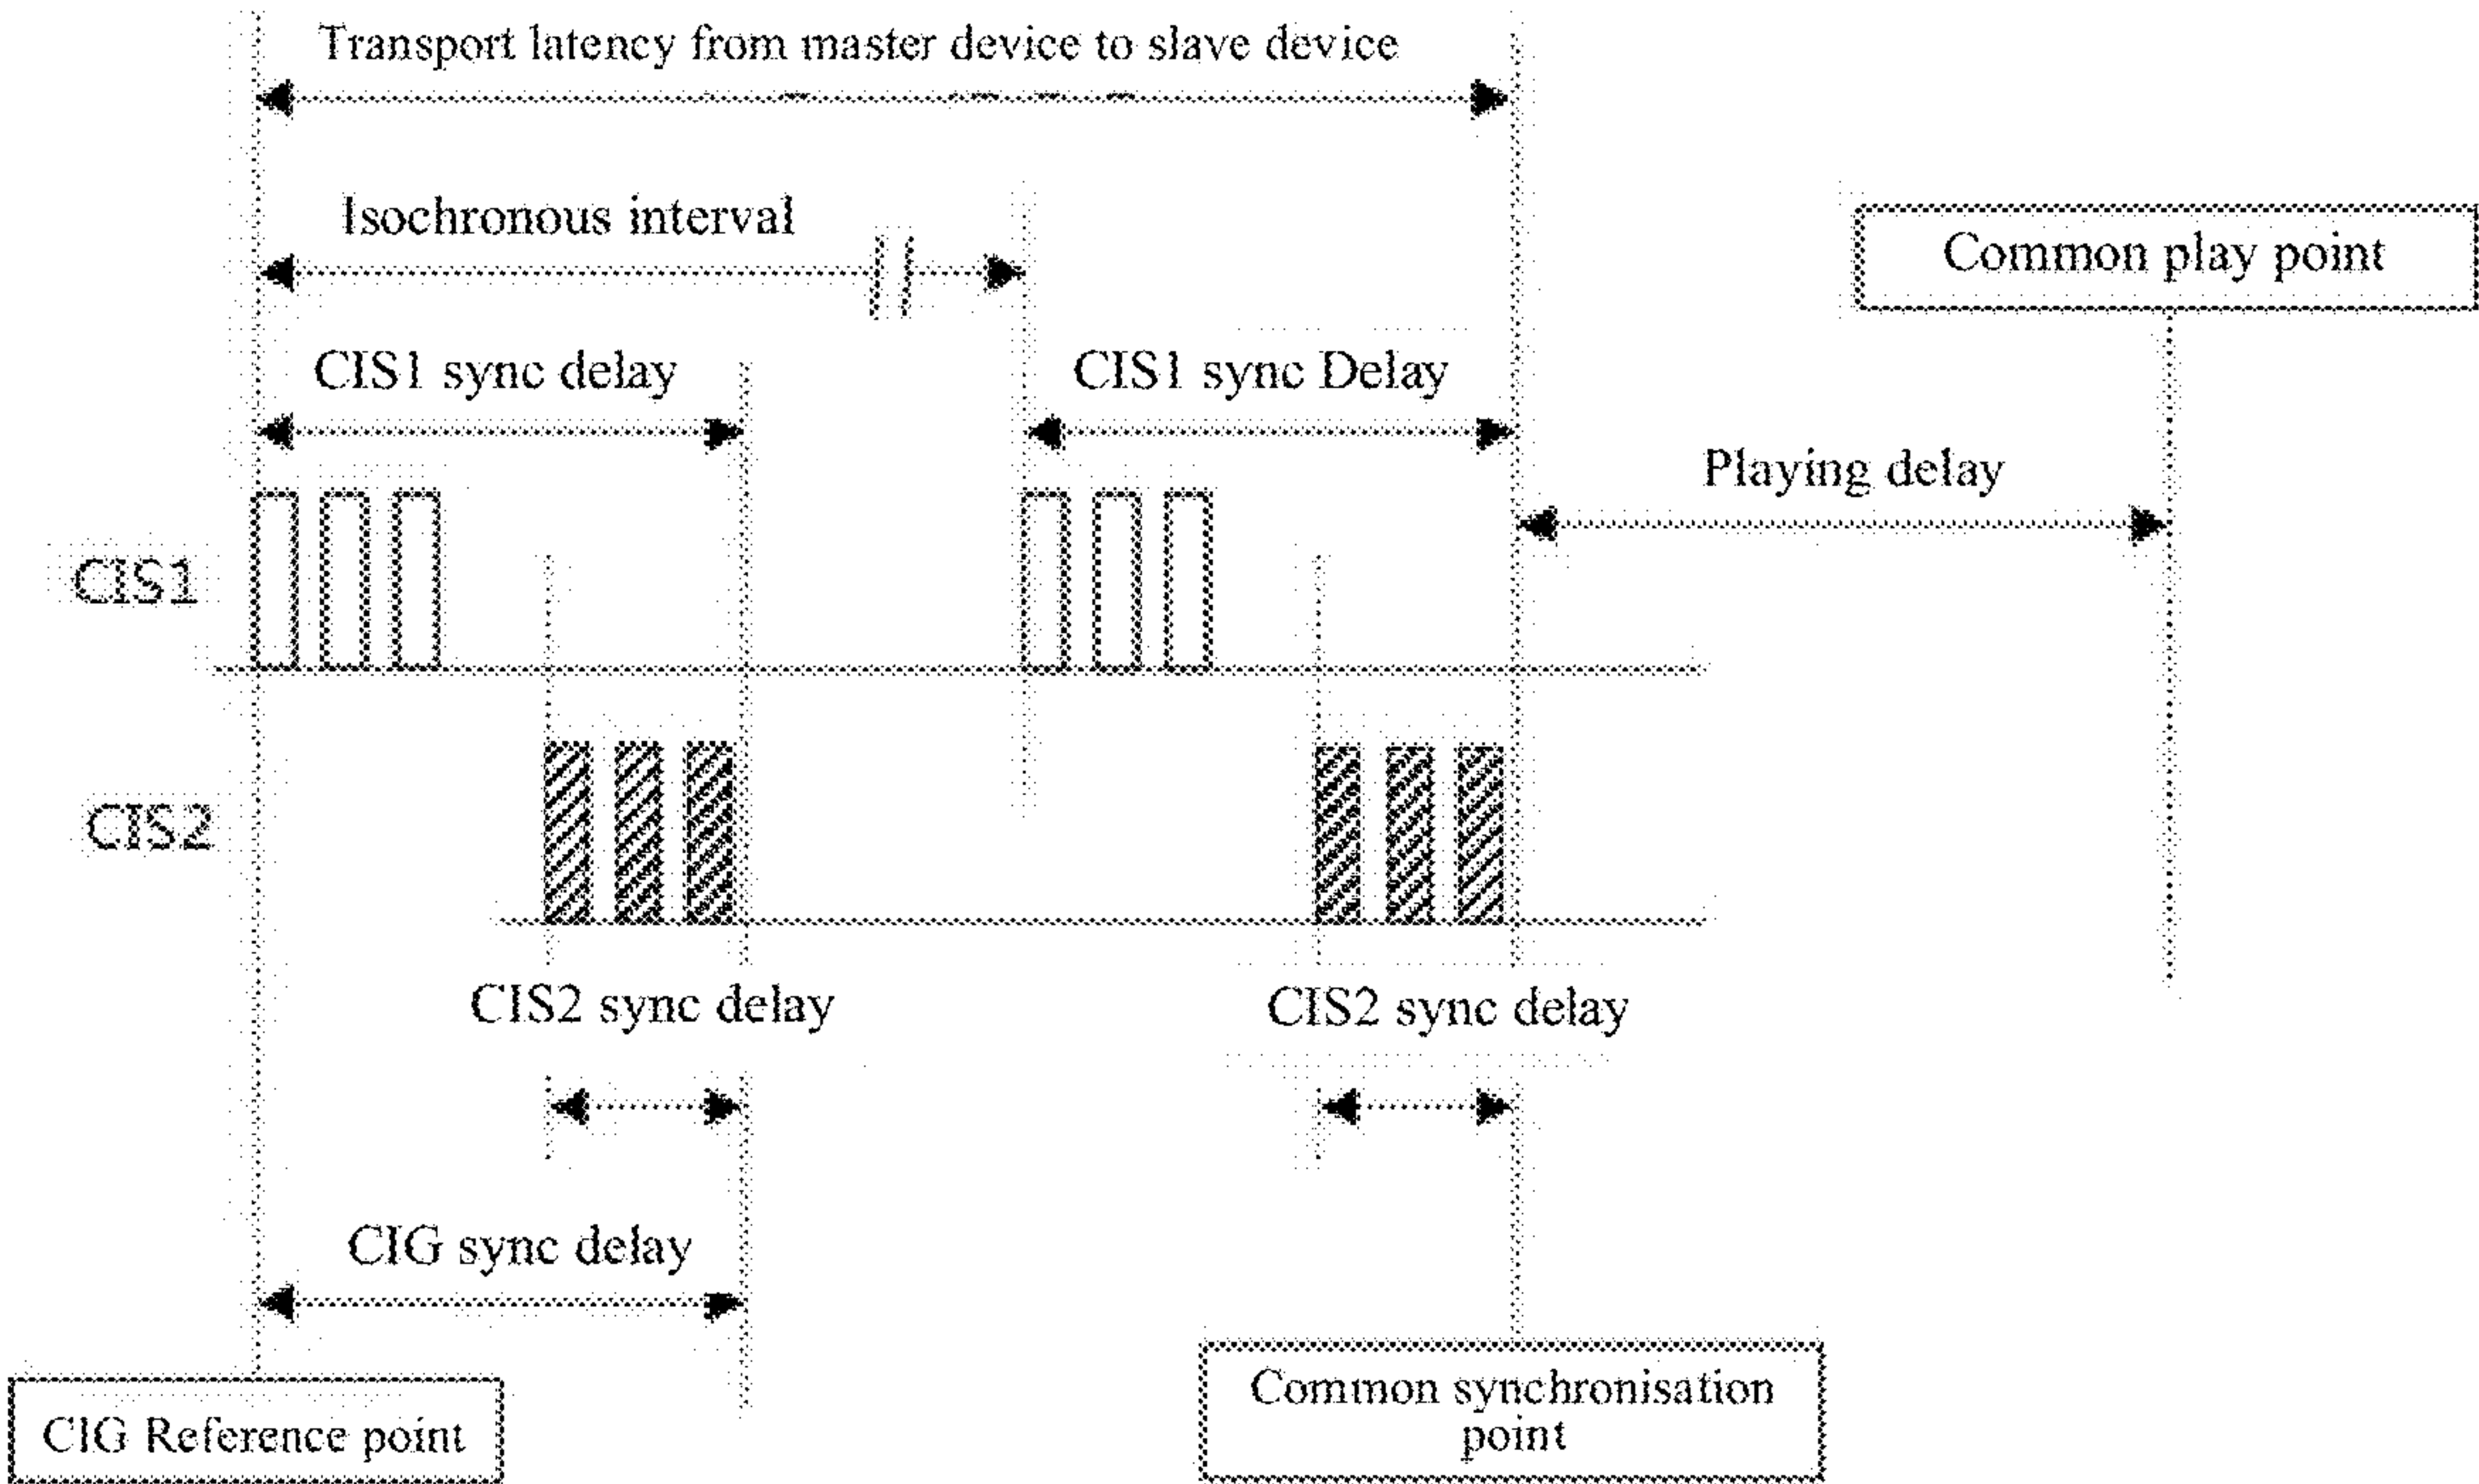 Transport latency from master device to slave device
Isochronous interval
Common play point
CIS1 sync delay
CIS1 sync Delay
Playing delay
CIS1
CIS2
CIS2 sync delay
CIS2 sync delay
CIG sync delay
Common synchronisation
point
CIG Reference point